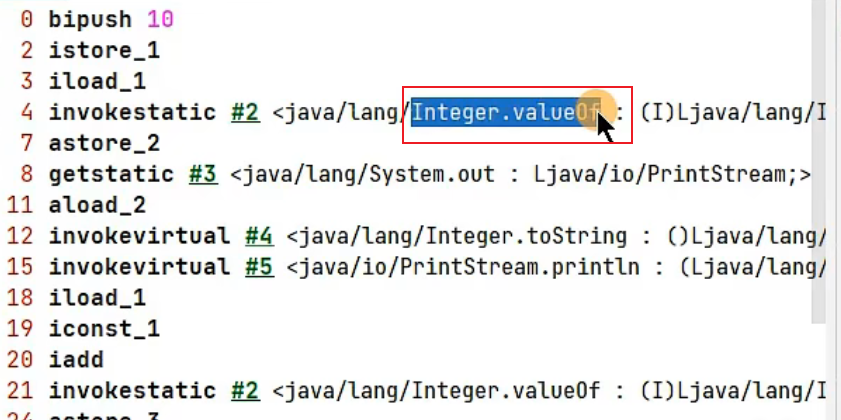 0 bipush 10
2 istore_1
3 iload_1
4 invokestatic #2 <java/lang/Integer.valueOf : (I)Ljava/lang/I
7 astore_2
8 getstatic #3 <java/lang/System.out : Ljava/io/PrintStream;>
11 aload_2
12 invokevirtual #4 <java/lang/Integer.toString : ()Ljava/lang/
15 invokevirtual #5 <java/io/PrintStream.println : (Ljava/lang/
18 iload_1
19 iconst_1
20 iadd
21 invokestatic #2 <java/lang/Integer.valueOf : (I)Ljava/lang/I
24 astore_3